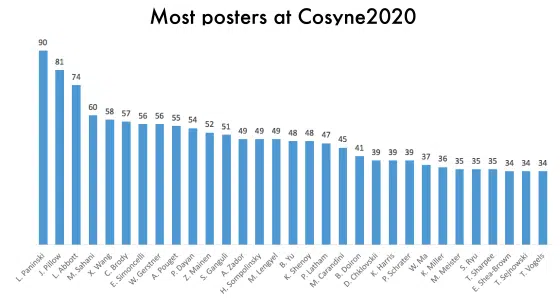 Most posters at Cosyne2020
90 81 74 60 58 57 56 56 55 54 52 51 49 49 49 48 48 47 45 41 39 39 39 37 36 35 35 35 34 34 34
L. Paninski
J. Pillow
L. Abbott
M. Sahani
X. Wang
C. Brody
E. Simoncelli
W. Gerstner
A. Pouget
P. Dayan
Z. Mainen
S. Ganguli
A. Zador
H. Sompolinsky
M. Lengyel
B. Yu
K. Shenoy
P. Latham
M. Carandini
B. Doiron
D. Chklovskii
K. Harris
P. Schrater
W. Ma
K. Miller
M. Meister
S. Ryu
T. Sharpee
E. Shea-Brown
T. Sejnowski
T. Vogels